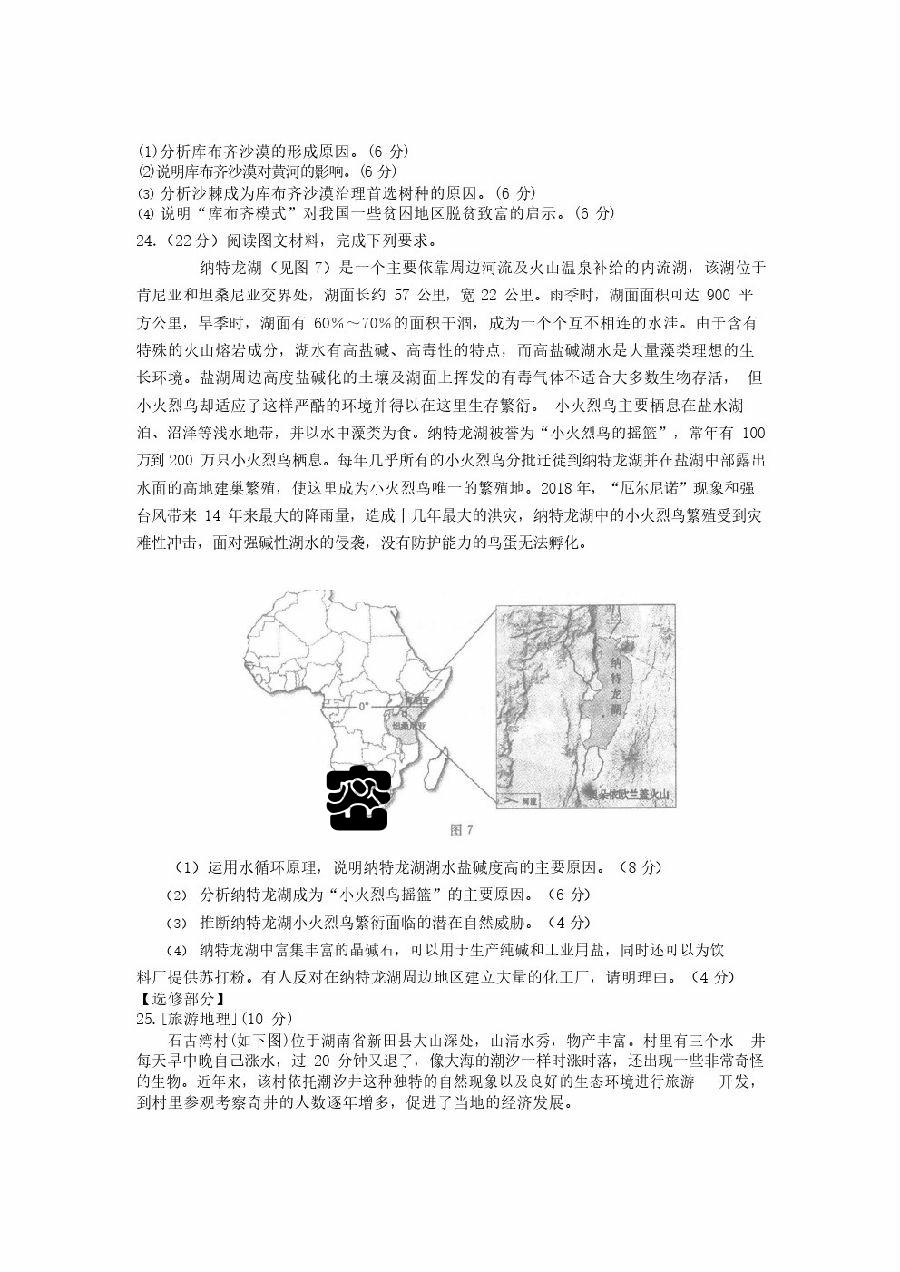 (1)分析库布齐沙漠的形成原因。(6 分)
(2)说明库布齐沙漠对黄河的影响。(6分)
(3) 分析沙棘成为库布齐沙漠治理首选树种的原因。(6 分)
(4) 说明“库布齐模式”对我国一些贫困地区脱贫致富的启示。(6 分)
24.（22分）阅读图文材料，完成下列要求。
纳特龙湖（见图 7）是一个主要依靠周边河流及火山温泉补给的内流湖，该湖位于
肯尼亚和坦桑尼亚交界处，湖面长约 57 公里，宽 22 公里。雨季时，湖面面积可达 900 平
方公里，旱季时，湖面有 60%～70%的面积干涸，成为一个个互不相连的水洼。由于含有
特殊的火山熔岩成分，湖水有高盐碱、高毒性的特点，而高盐碱湖水是大量藻类理想的生
长环境。盐湖周边高度盐碱化的土壤及湖面上挥发的有毒气体不适合大多数生物存活， 但
小火烈鸟却适应了这样严酷的环境并得以在这里生存繁衍。 小火烈鸟主要栖息在盐水湖
泊、沼泽等浅水地带，并以水中藻类为食。纳特龙湖被誉为“小火烈鸟的摇篮”，常年有 100
万到 200 万只小火烈鸟栖息。每年几乎所有的小火烈鸟分批迁徙到纳特龙湖并在盐湖中部露出
水面的高地建巢繁殖，使这里成为小火烈鸟唯一的繁殖地。2018年，“厄尔尼诺”现象和强
台风带来 14 年来最大的降雨量，造成十几年最大的洪灾，纳特龙湖中的小火烈鸟繁殖受到灾
难性冲击，面对强碱性湖水的侵袭，没有防护能力的鸟蛋无法孵化。
0°
坦桑尼亚
纳特龙湖
伊欧兰盖火山
河流
图 7
（1）运用水循环原理，说明纳特龙湖湖水盐碱度高的主要原因。（8 分）
（2） 分析纳特龙湖成为“小火烈鸟摇篮”的主要原因。（6 分）
（3） 推断纳特龙湖小火烈鸟繁衍面临的潜在自然威胁。（4 分）
（4） 纳特龙湖中富集丰富的晶碱石，可以用于生产纯碱和工业用盐，同时还可以为饮
料厂提供苏打粉。有人反对在纳特龙湖周边地区建立大量的化工厂，请明理由。（4 分）
【选修部分】
25.[旅游地理](10 分)
石古湾村(如下图)位于湖南省新田县大山深处，山清水秀，物产丰富。村里有三个水 井
每天早中晚自己涨水，过 20 分钟又退了，像大海的潮汐一样时涨时落，还出现一些非常奇怪
的生物。近年来，该村依托潮汐井这种独特的自然现象以及良好的生态环境进行旅游 开发，
到村里参观考察奇井的人数逐年增多，促进了当地的经济发展。